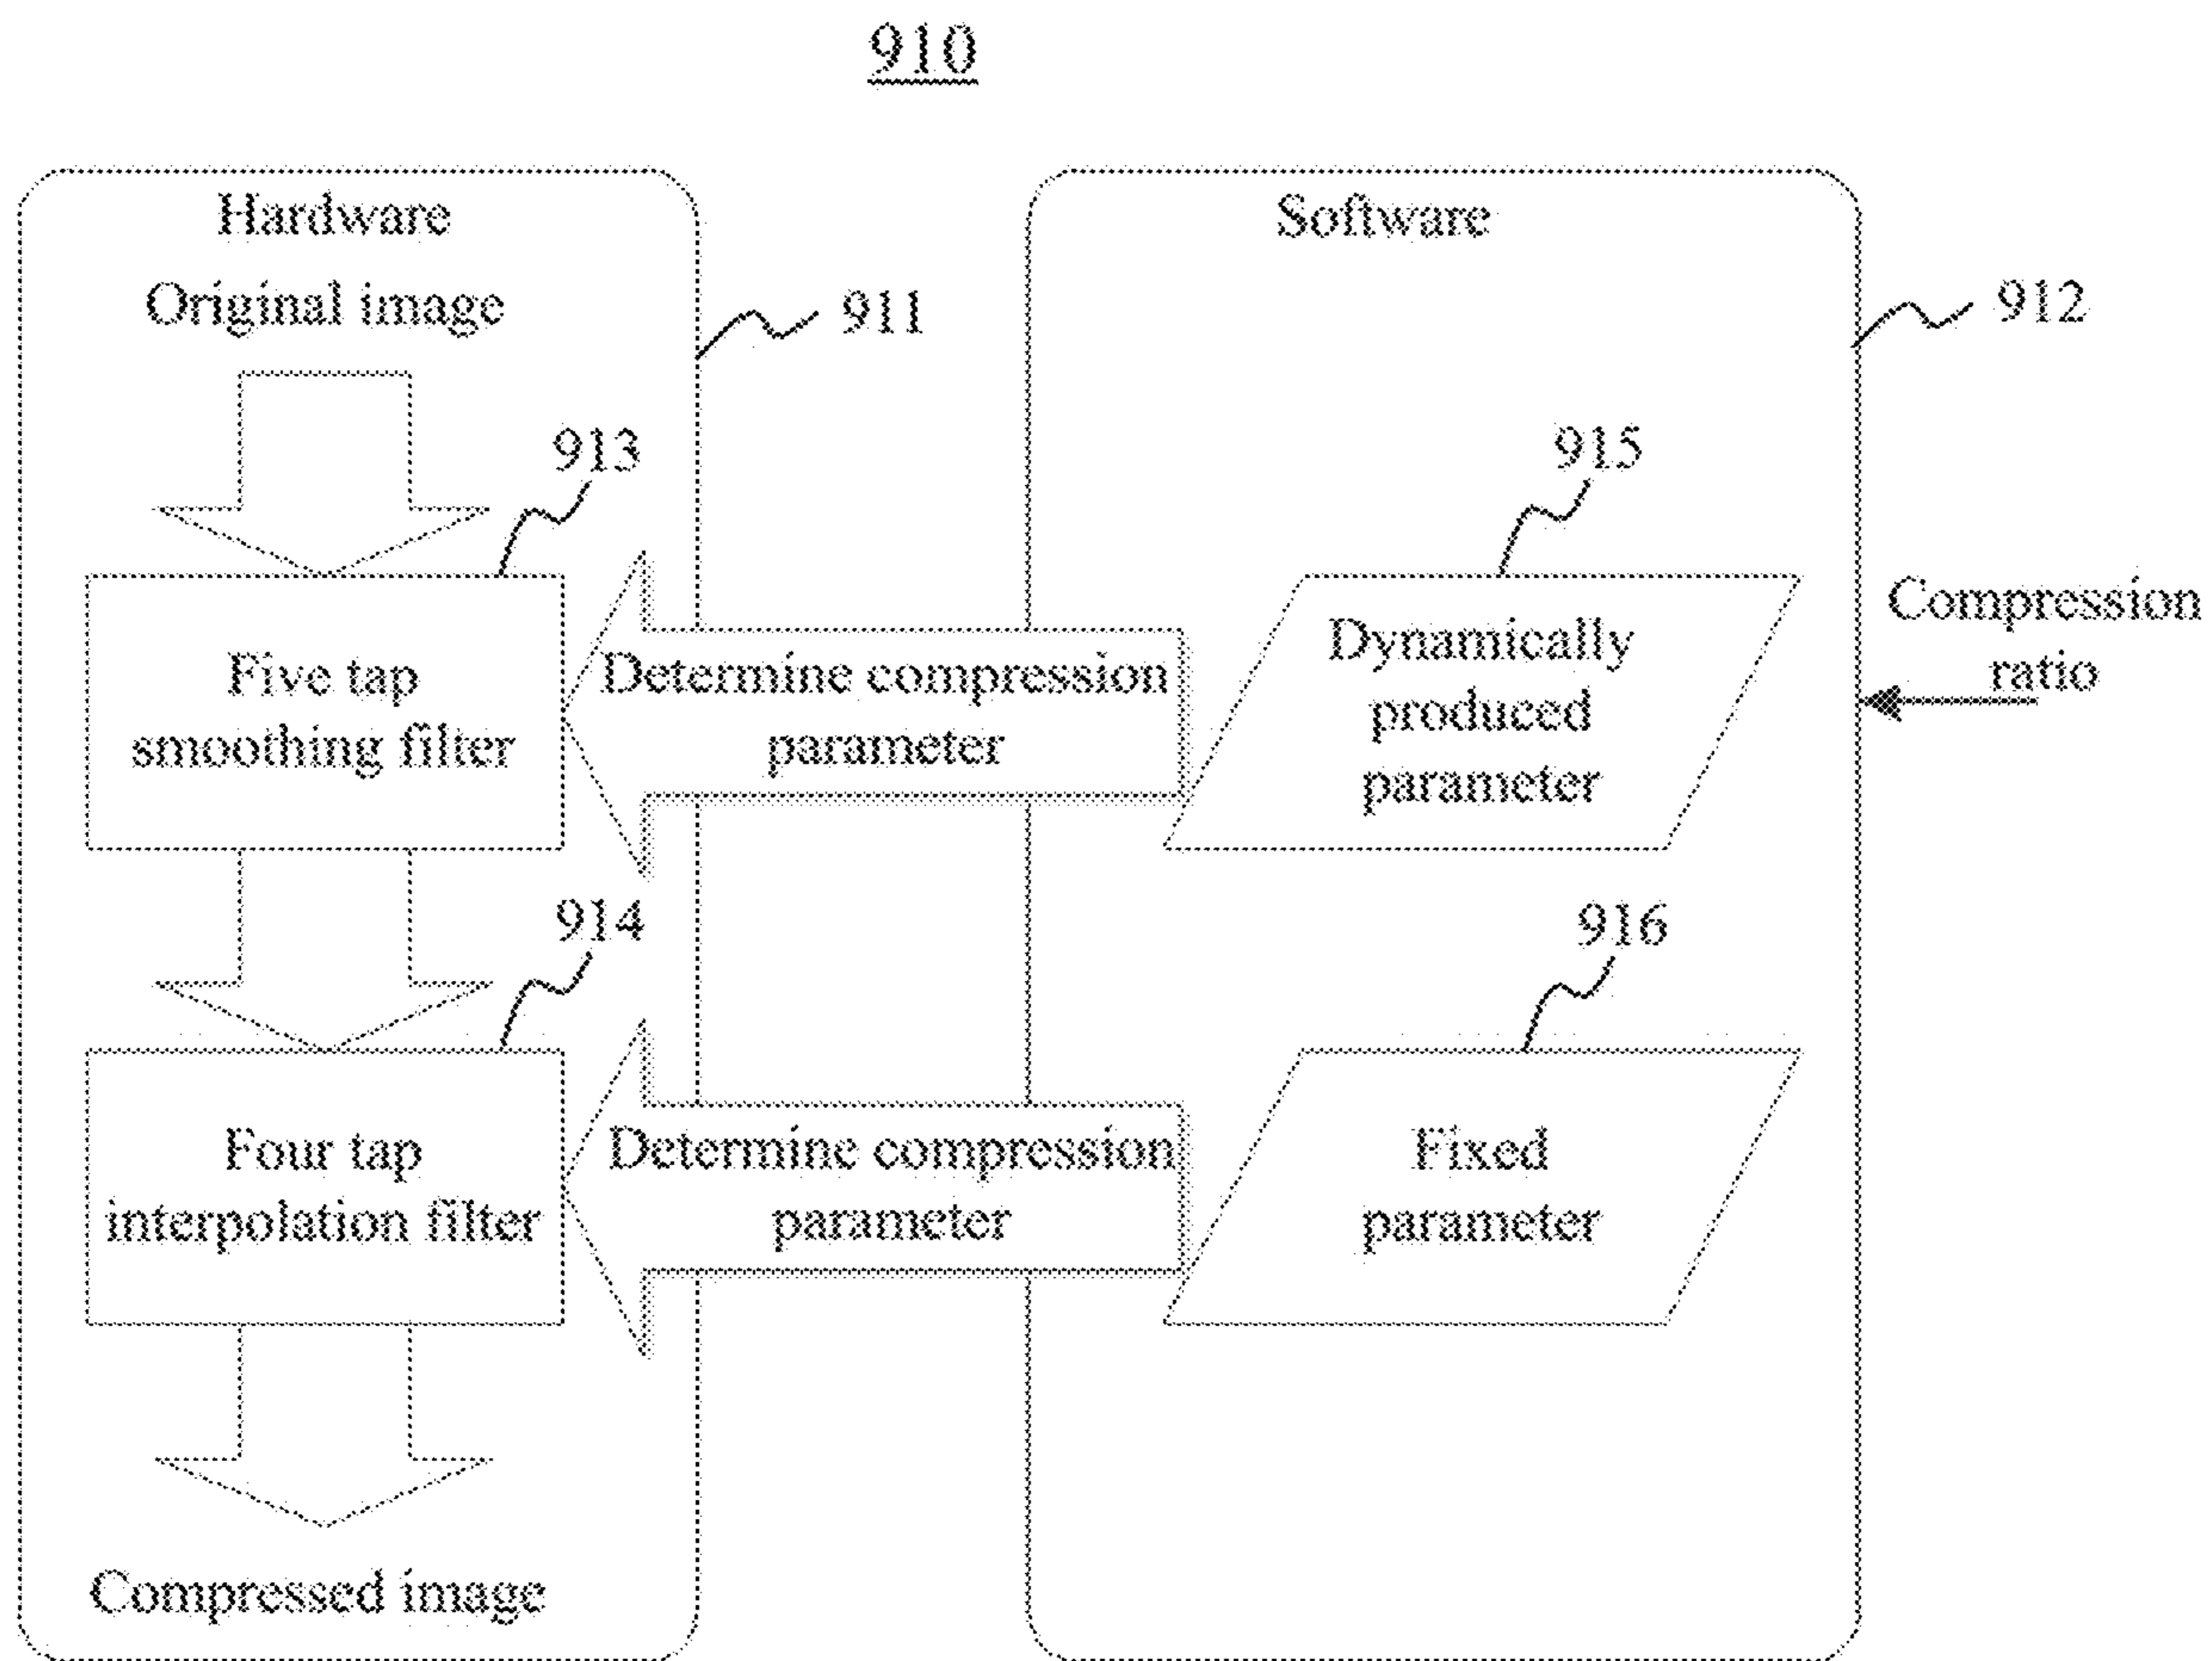 910
Hardware
Original image
911
913
Five tap
smoothing filter
Determine compression
parameter
914
Four tap
interpolation filter
Determine compression
parameter
Compressed image
Software
912
915
Dynamically
produced
parameter
916
Fixed
parameter
Compression
ratio